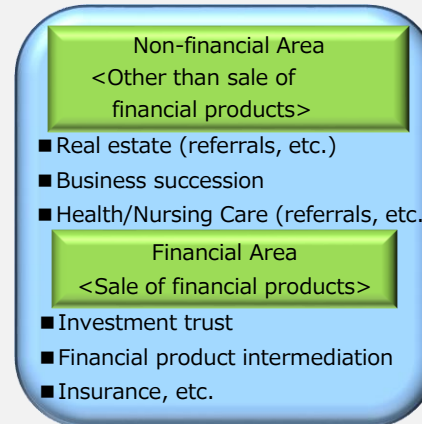 Non-financial Area
<Other than sale of
financial products>
■Real estate (referrals, etc.)
■Business succession
■Health/Nursing Care (referrals, etc.
Financial Area
<Sale of financial products>
■Investment trust
■Financial product intermediation
■Insurance, etc.